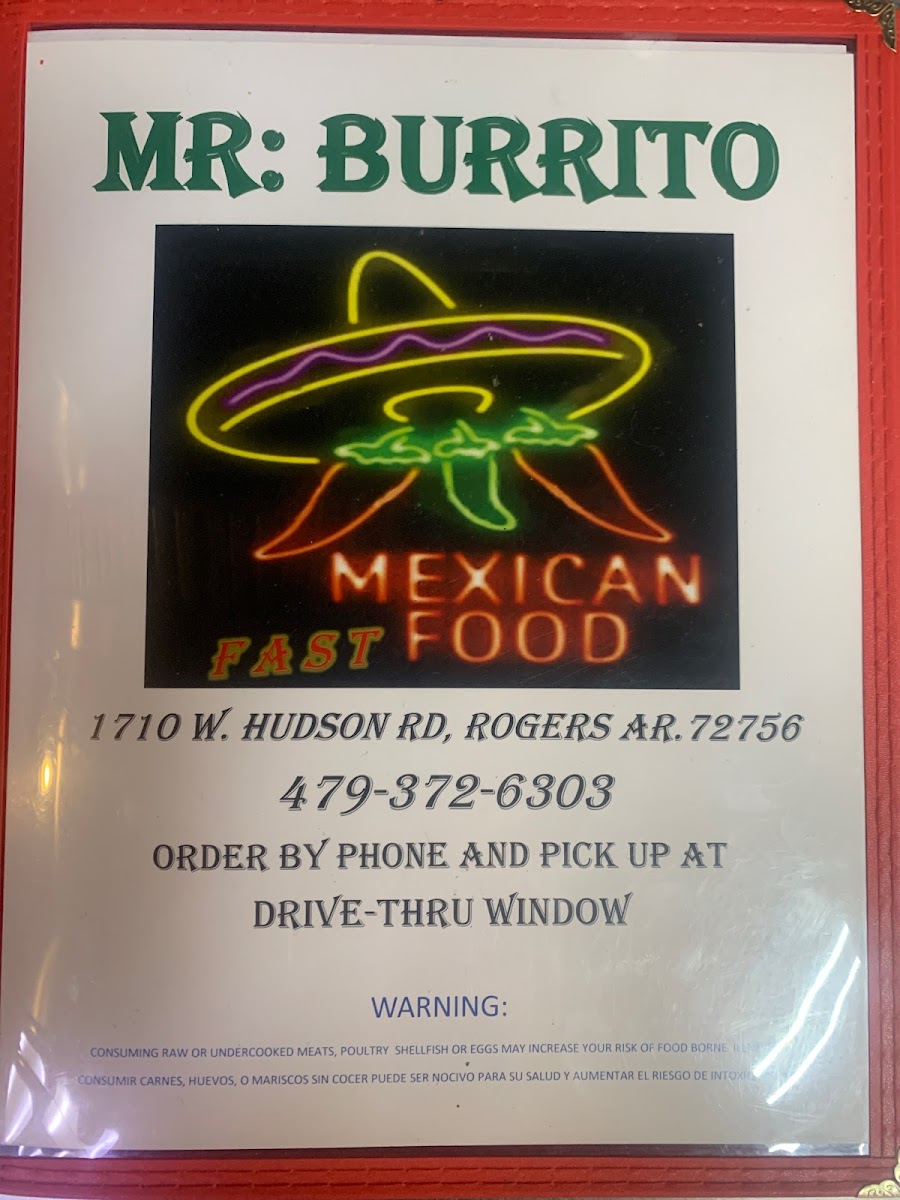 MR: BURRITO
MEXICAN
FAST FOOD
1710 W. HUDSON RD, ROGERS AR. 72756
479-372-6303
ORDER BY PHONE AND PICK UP AT
DRIVE-THRU WINDOW
WARNING:
CONSUMING RAW OR UNDERCOOKED MEATS, POULTRY SHELLFISH OR EGGS MAY INCREASE YOUR RISK OF FOOD BORNE
CONSUMIR CARNES, HUEVOS, O MARISCOS SIN COCER PUEDE SER NOCIVO PARA SU SALUD Y AUMENTAR EL RIESGO DE